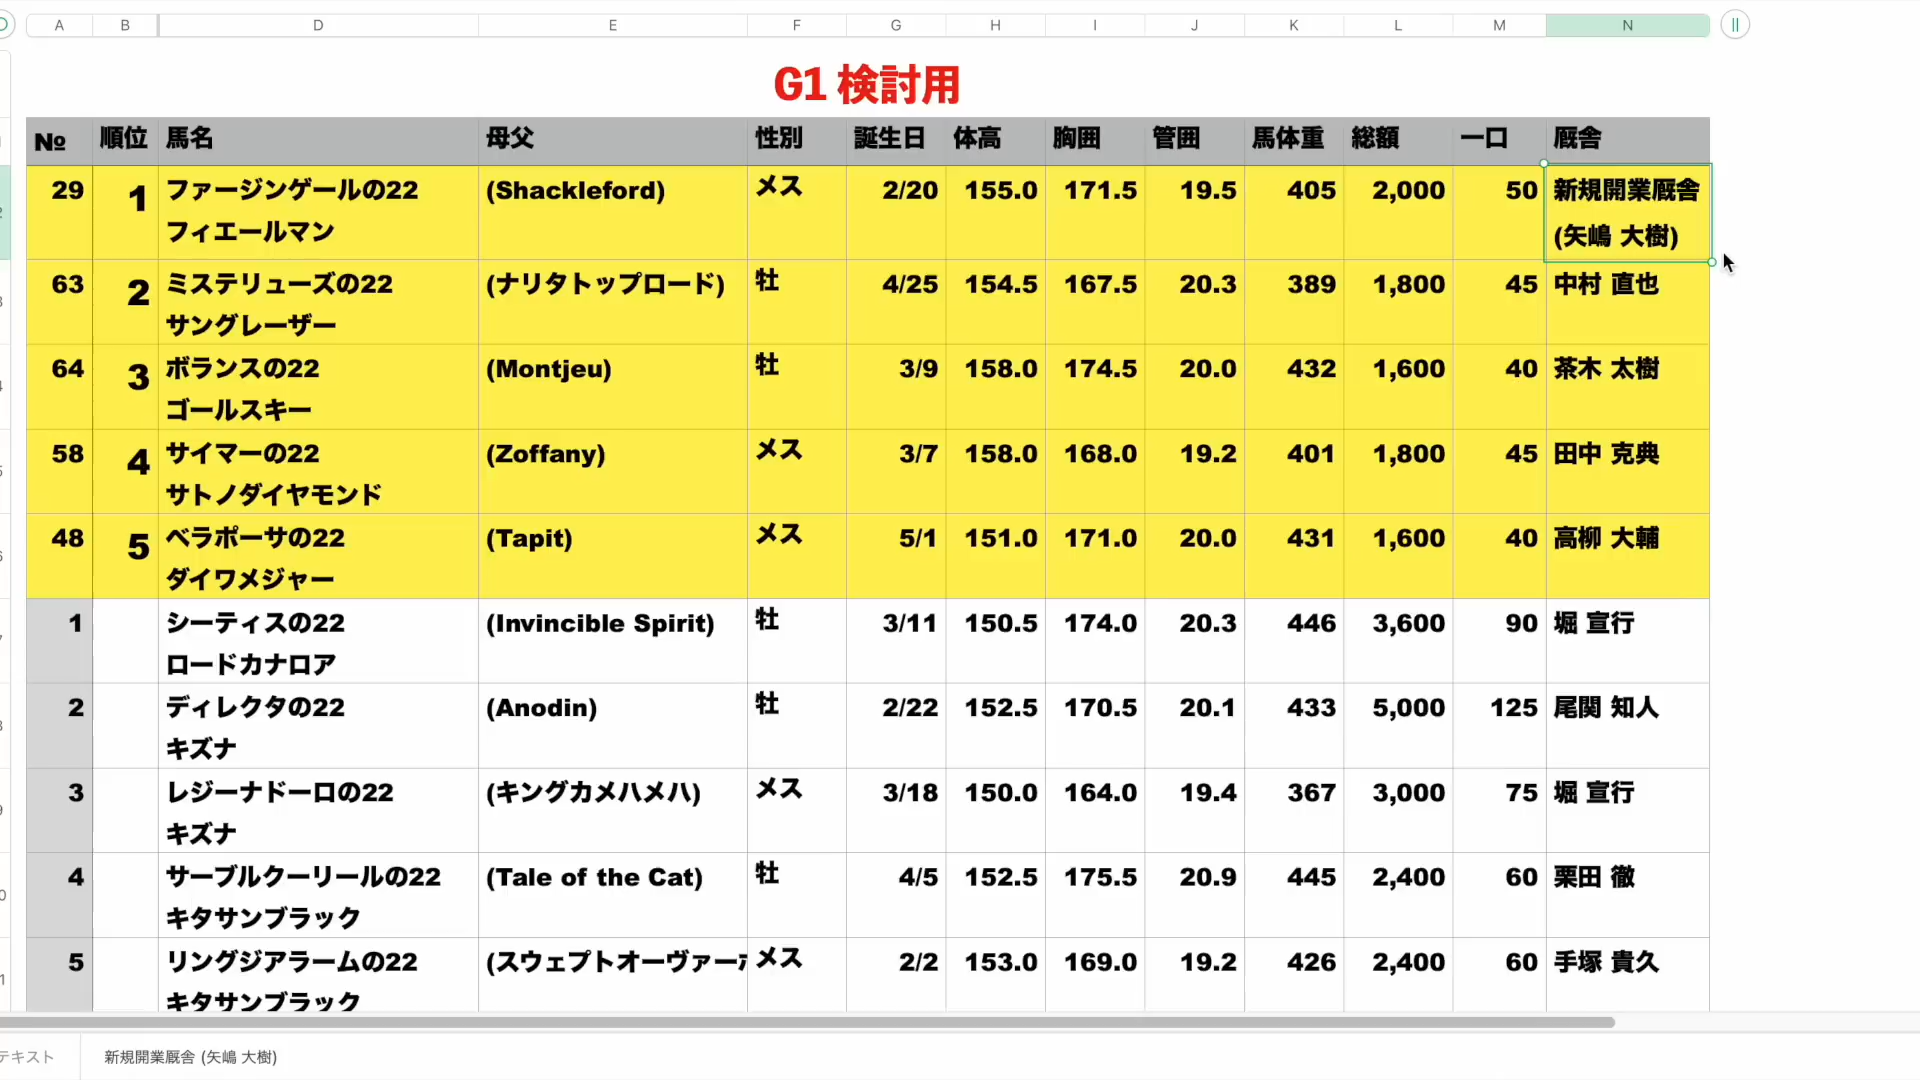 A B D E F G H I J K L M N
G1 検討用
№ 順位 馬名 母父 性別 誕生日 体高 胸囲 管囲 馬体重 総額 一口 厩舎
29 1 ファージンゲールの22 (Shackleford) メス 2/20 155.0 171.5 19.5 405 2,000 50 新規開業厩舎
フィエールマン (矢嶋 大樹)
63 2 ミステリューズの22 (ナリタトップロード) 牡 4/25 154.5 167.5 20.3 389 1,800 45 中村 直也
サングレーザー
64 3 ボランスの22 (Montjeu) 牡 3/9 158.0 174.5 20.0 432 1,600 40 茶木 太樹
ゴールスキー
58 4 サイマーの22 (Zoffany) メス 3/7 158.0 168.0 19.2 401 1,800 45 田中 克典
サトノダイヤモンド
48 5 ベラポーサの22 (Tapit) メス 5/1 151.0 171.0 20.0 431 1,600 40 高柳 大輔
ダイワメジャー
1 シーティスの22 (Invincible Spirit) 牡 3/11 150.5 174.0 20.3 446 3,600 90 堀 宣行
ロードカナロア
2 ディレクタの22 (Anodin) 牡 2/22 152.5 170.5 20.1 433 5,000 125 尾関 知人
キズナ
3 レジーナドーロの22 (キングカメハメハ) メス 3/18 150.0 164.0 19.4 367 3,000 75 堀 宣行
キズナ
4 サーブルクーリールの22 (Tale of the Cat) 牡 4/5 152.5 175.5 20.9 445 2,400 60 栗田 徹
キタサンブラック
5 リングジアラームの22 (スウェプトオーヴァー メス 2/2 153.0 169.0 19.2 426 2,400 60 手塚 貴久
キタサンブラック
テキスト 新規開業厩舎 (矢嶋 大樹)